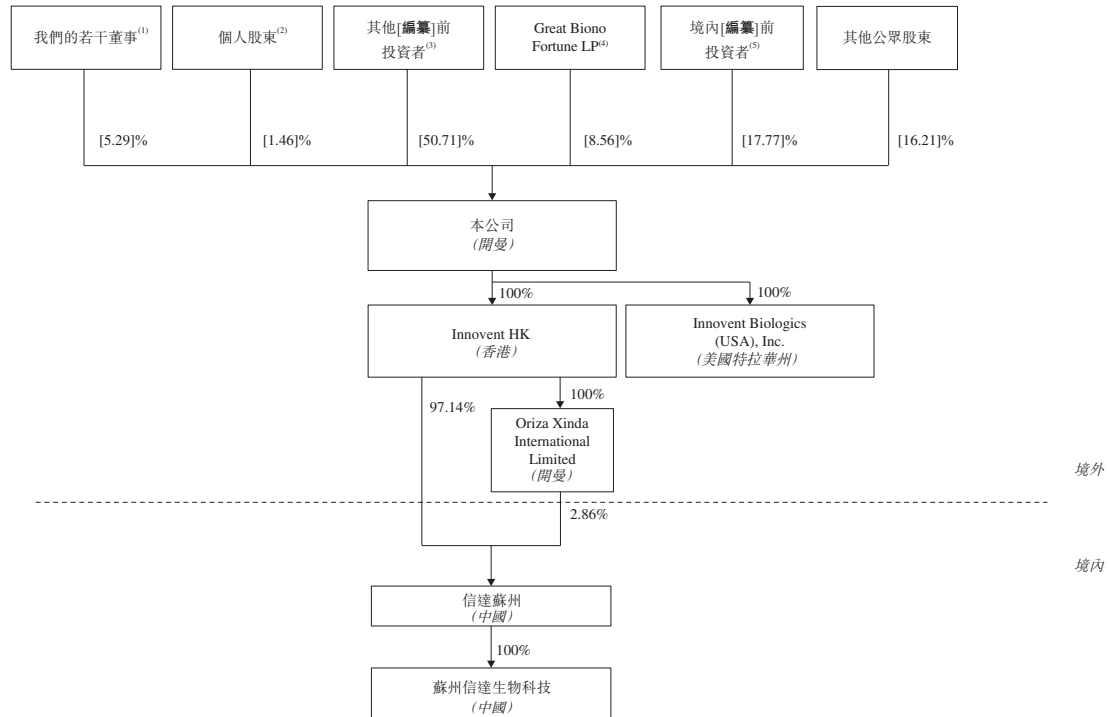 我們的若干董事(1)
個人股東(2)
其他[編纂]前
投資者(3)
Great Biono
Fortune LP(4)
境內[編纂]前
投資者(5)
其他公眾股東
[5.29]%
[1.46]%
[50.71]%
[8.56]%
[17.77]%
[16.21]%
本公司
（開曼）
100%
100%
Innovent HK
（香港）
Innovent Biologics
(USA), Inc.
（美國特拉華州）
97.14%
100%
Oriza Xinda
International
Limited
（開曼）
境外
2.86%
境內
信達蘇州
（中國）
100%
蘇州信達生物科技
（中國）